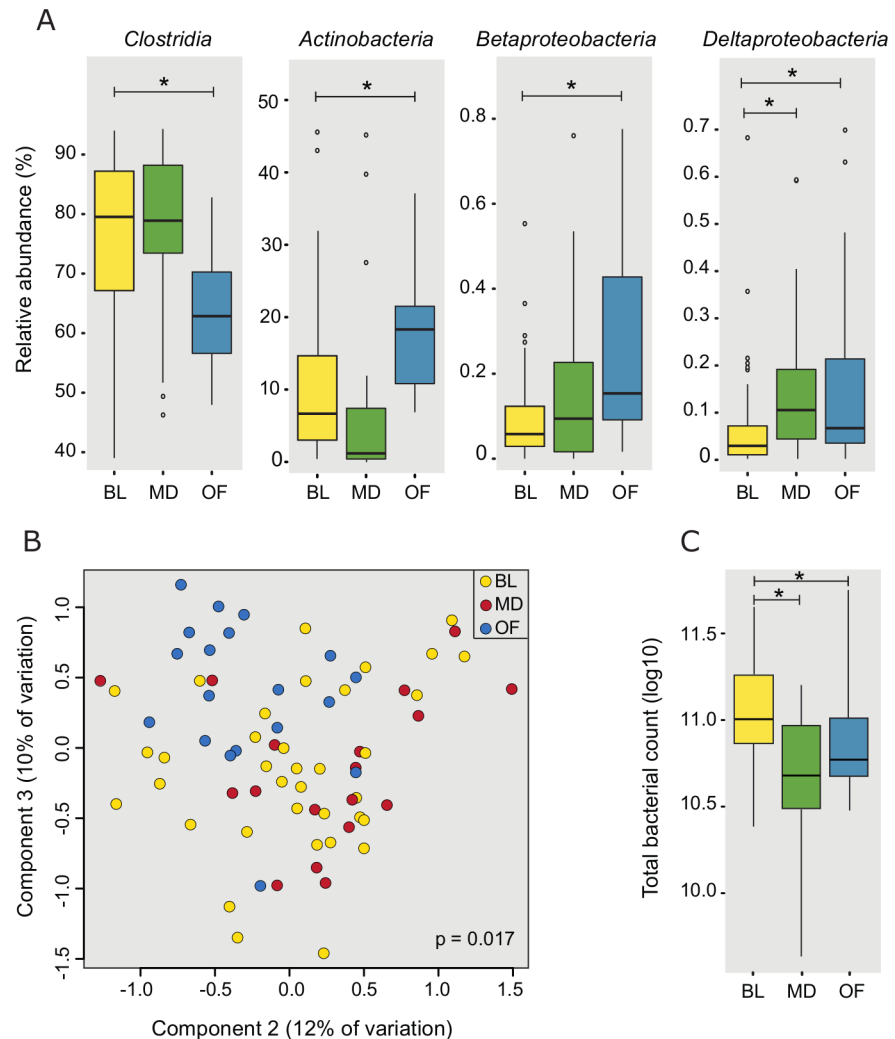 A
Clostridia
Actinobacteria
Betaproteobacteria
Deltaproteobacteria
Relative abundance (%)
90
80
70
60
50
40
*
BL MD OF
50
40
30
20
10
0
*
BL MD OF
0.8
0.6
0.4
0.2
0
*
BL MD OF
0.7
0.6
0.5
0.4
0.3
0.2
0.1
0
*
*
BL MD OF
B
Component 3 (10% of variation)
1.0
0.5
0.0
-0.5
-1.0
-1.5
BL
MD
OF
p = 0.017
-1.0 -0.5 0.0 0.5 1.0 1.5
Component 2 (12% of variation)
C
Total bacterial count (log10)
11.5
11.0
10.5
10.0
*
*
BL MD OF